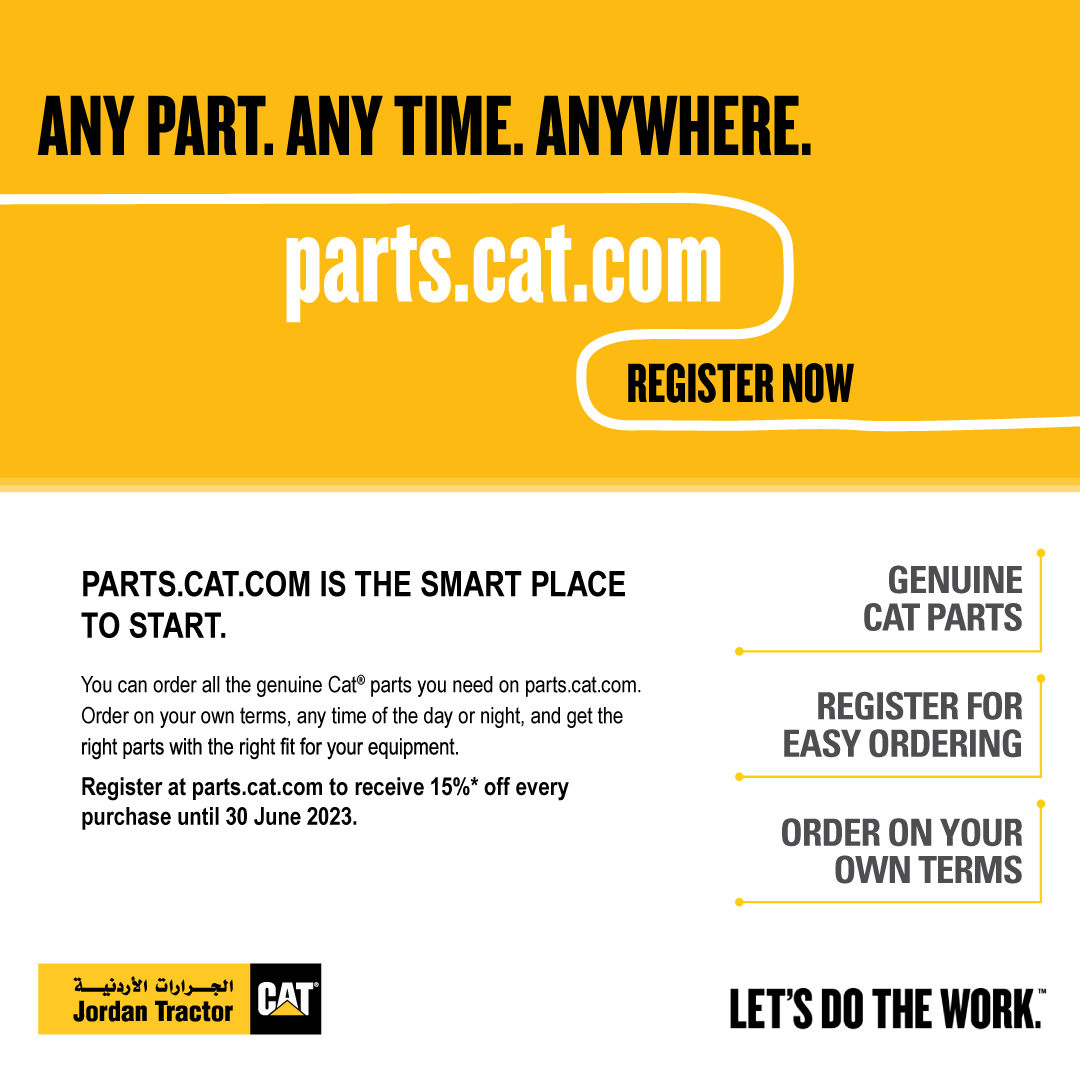 ANY PART. ANY TIME. ANYWHERE.
parts.cat.com
REGISTER NOW
PARTS.CAT.COM IS THE SMART PLACE
TO START.
You can order all the genuine Cat® parts you need on parts.cat.com.
Order on your own terms, any time of the day or night, and get the
right parts with the right fit for your equipment.
Register at parts.cat.com to receive 15%* off every
purchase until 30 June 2023.
GENUINE
CAT PARTS
REGISTER FOR
EASY ORDERING
ORDER ON YOUR
OWN TERMS
الجـــرارات الأردنيـــة
Jordan Tractor
CAT®
LET'S DO THE WORK.™